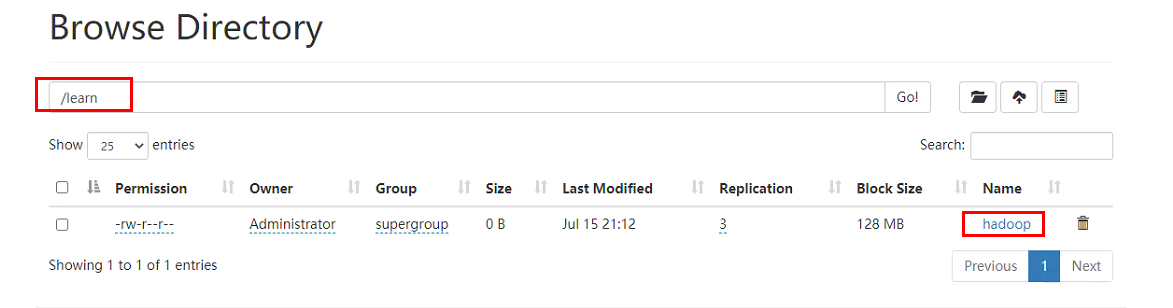 Browse Directory
/learn Go!
Show 25 entries Search:
Permission Owner Group Size Last Modified Replication Block Size Name
-rw-r--r-- Administrator supergroup 0 B Jul 15 21:12 3 128 MB hadoop
Showing 1 to 1 of 1 entries Previous 1 Next